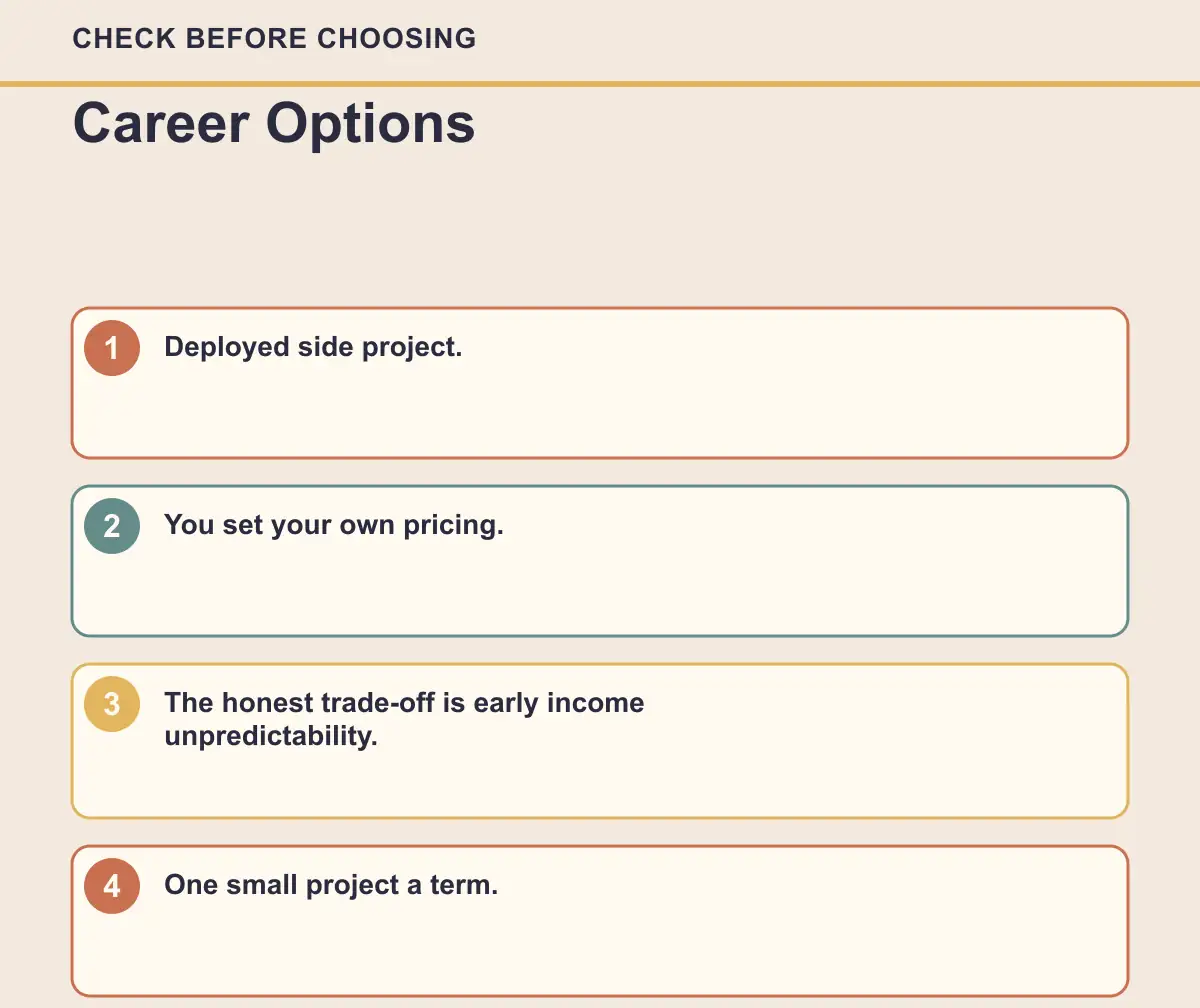 CHECK BEFORE CHOOSING
Career Options
1
Deployed side project.
2
You set your own pricing.
3
The honest trade-off is early income
unpredictability.
4
One small project a term.